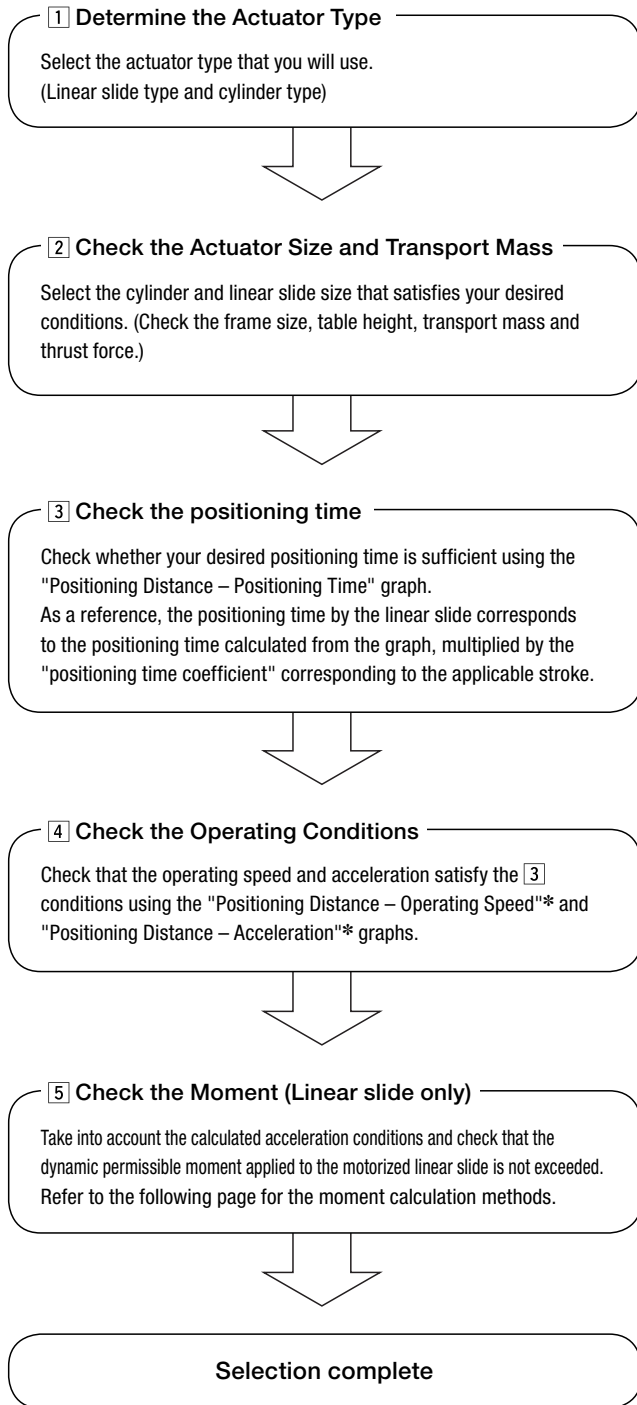 1 Determine the Actuator Type
Select the actuator type that you will use.
(Linear slide type and cylinder type)
2 Check the Actuator Size and Transport Mass
Select the cylinder and linear slide size that satisfies your desired
conditions. (Check the frame size, table height, transport mass and
thrust force.)
3 Check the positioning time
Check whether your desired positioning time is sufficient using the
"Positioning Distance – Positioning Time" graph.
As a reference, the positioning time by the linear slide corresponds
to the positioning time calculated from the graph, multiplied by the
"positioning time coefficient" corresponding to the applicable stroke.
4 Check the Operating Conditions
Check that the operating speed and acceleration satisfy the 3
conditions using the "Positioning Distance – Operating Speed"* and
"Positioning Distance – Acceleration"* graphs.
5 Check the Moment (Linear slide only)
Take into account the calculated acceleration conditions and check that the
dynamic permissible moment applied to the motorized linear slide is not exceeded.
Refer to the following page for the moment calculation methods.
Selection complete